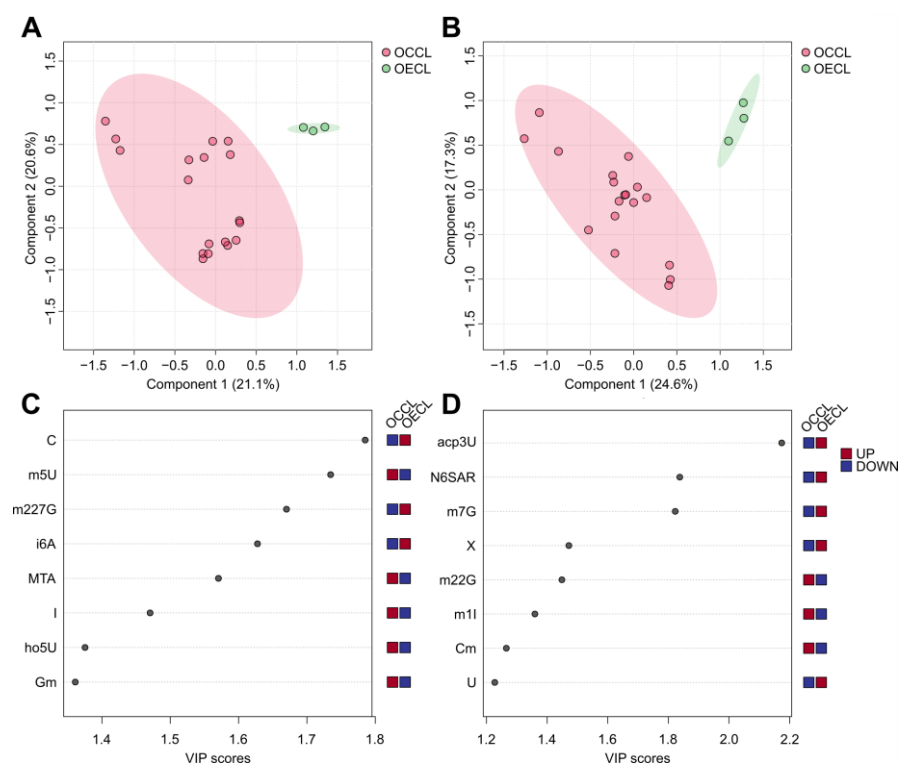 A
B
OCCL
OECL
OCCL
OECL
1.5
1.0
0.5
0.0
−0.5
−1.0
−1.5
Component 2 (20.6%)
−1.5
−1.0
−0.5
0.0
0.5
1.0
1.5
Component 1 (21.1%)
1.5
1.0
0.5
0.0
−0.5
−1.0
−1.5
Component 2 (17.3%)
−1.5
−1.0
−0.5
0.0
0.5
1.0
1.5
Component 1 (24.6%)
C
OCCL
OECL
C
m5U
m227G
i6A
MTA
I
ho5U
Gm
1.4
1.5
1.6
1.7
1.8
VIP scores
D
OCCL
OECL
acp3U
N6SAR
m7G
X
m22G
m1I
Cm
U
UP
DOWN
1.2
1.4
1.6
1.8
2.0
2.2
VIP scores